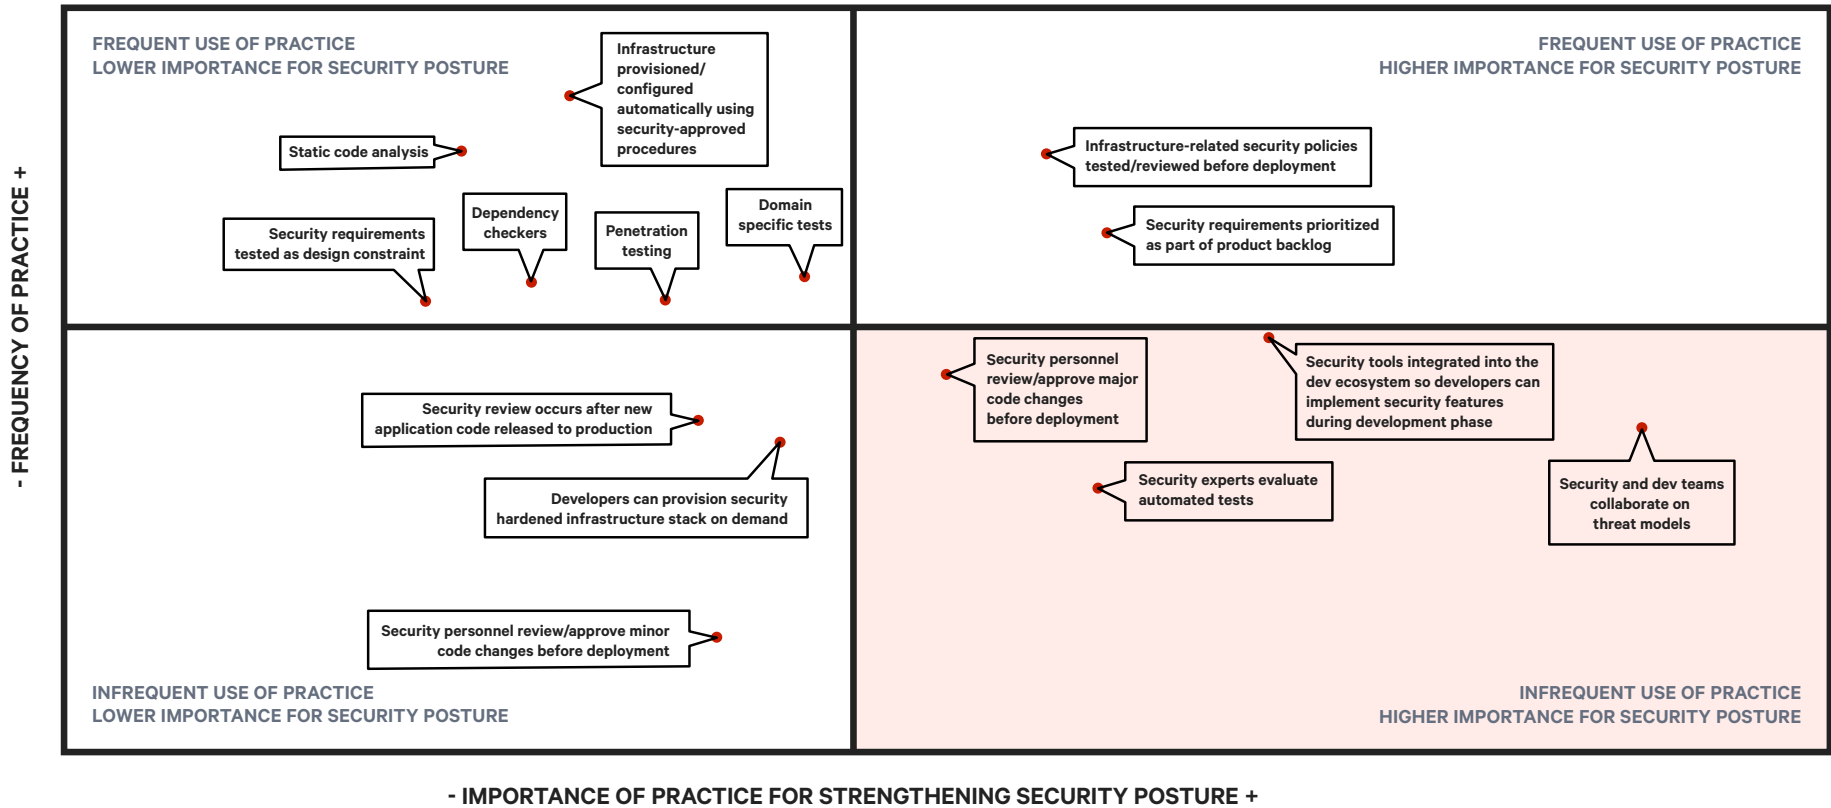 FREQUENT USE OF PRACTICE
LOWER IMPORTANCE FOR SECURITY POSTURE
Infrastructure
provisioned/
configured
automatically using
security-approved
procedures
Static code analysis
Security requirements
tested as design constraint
Dependency
checkers
Penetration
testing
Domain
specific tests
FREQUENT USE OF PRACTICE
HIGHER IMPORTANCE FOR SECURITY POSTURE
Infrastructure-related security policies
tested/reviewed before deployment
Security requirements prioritized
as part of product backlog
- FREQUENCY OF PRACTICE +
Security review occurs after new
application code released to production
Developers can provision security
hardened infrastructure stack on demand
Security personnel review/approve minor
code changes before deployment
INFREQUENT USE OF PRACTICE
LOWER IMPORTANCE FOR SECURITY POSTURE
Security personnel
review/approve major
code changes
before deployment
Security tools integrated into the
dev ecosystem so developers can
implement security features
during development phase
Security experts evaluate
automated tests
Security and dev teams
collaborate on
threat models
INFREQUENT USE OF PRACTICE
HIGHER IMPORTANCE FOR SECURITY POSTURE
- IMPORTANCE OF PRACTICE FOR STRENGTHENING SECURITY POSTURE +